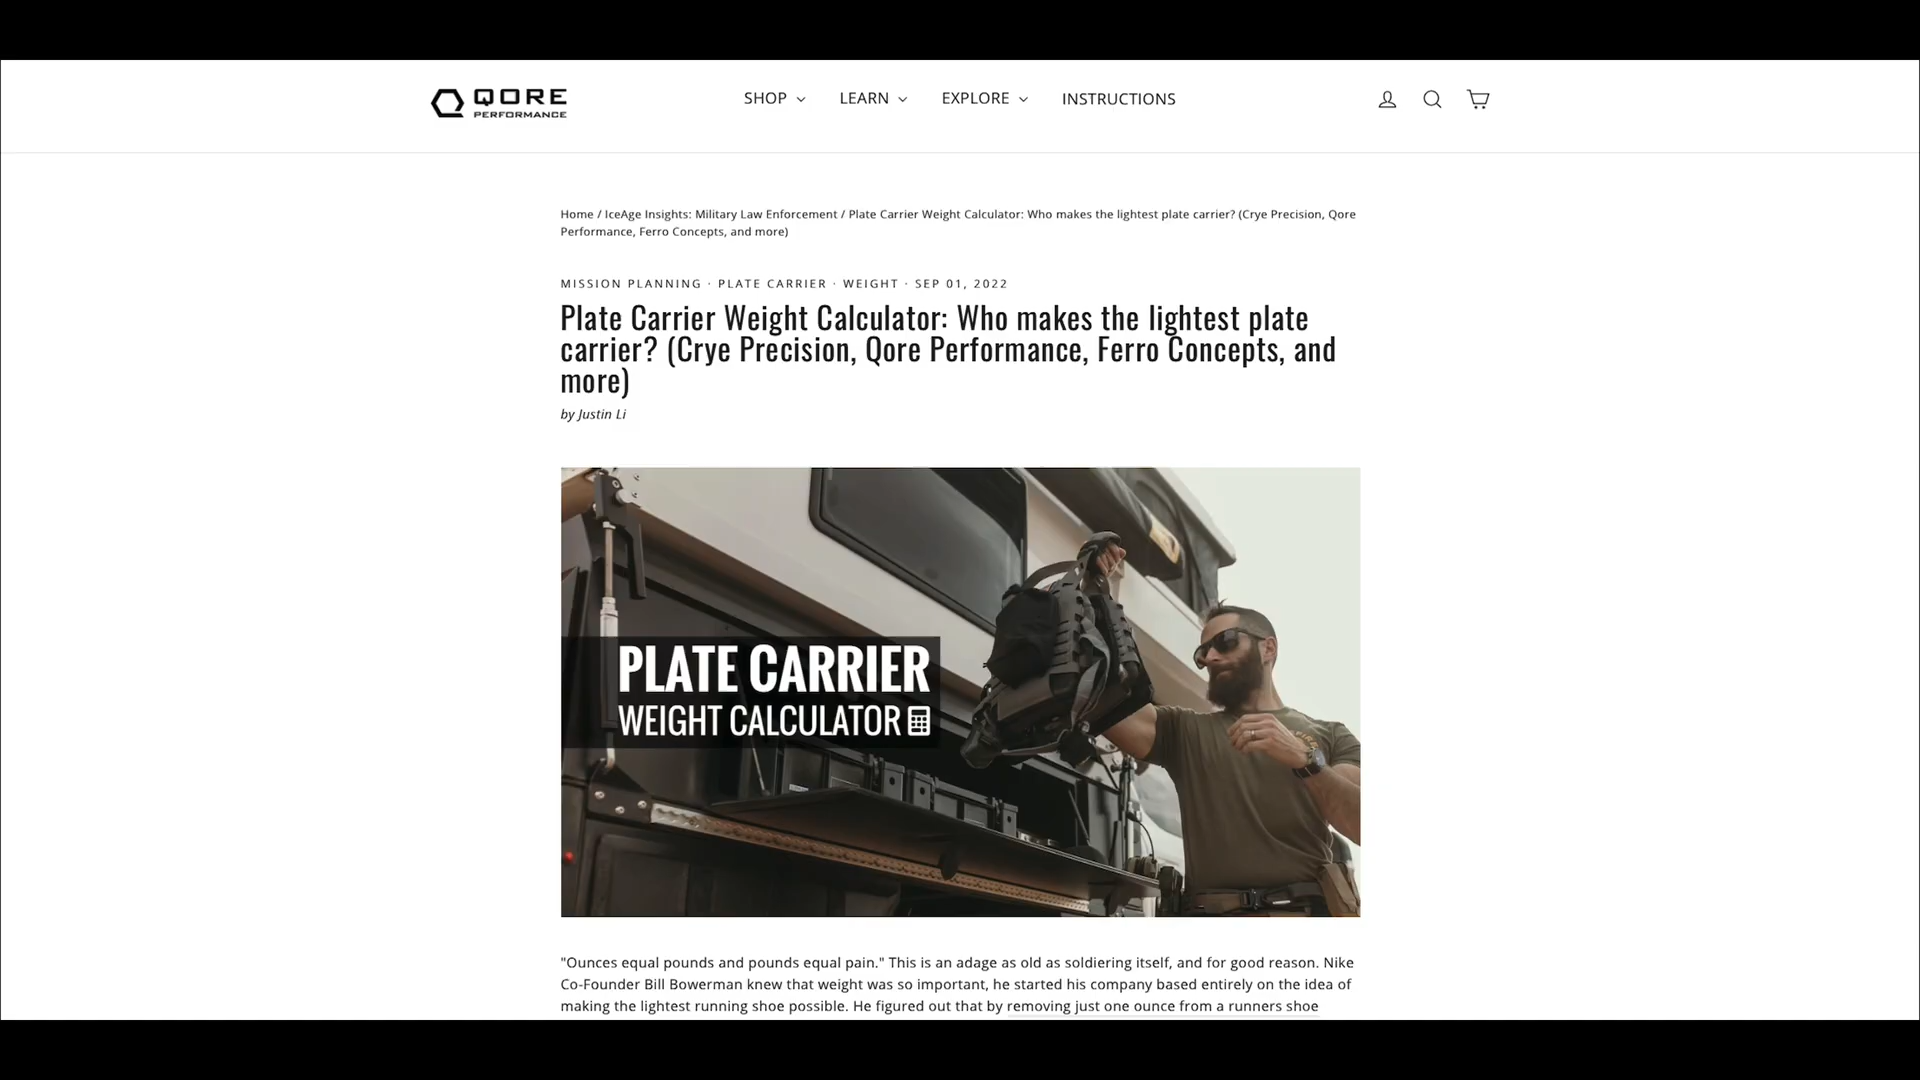 QORE
PERFORMANCE
SHOP
LEARN
EXPLORE
INSTRUCTIONS
Home / IceAge Insights: Military Law Enforcement / Plate Carrier Weight Calculator: Who makes the lightest plate carrier? (Crye Precision, Qore
Performance, Ferro Concepts, and more)
MISSION PLANNING · PLATE CARRIER · WEIGHT · SEP 01, 2022
Plate Carrier Weight Calculator: Who makes the lightest plate
carrier? (Crye Precision, Qore Performance, Ferro Concepts, and
more)
by Justin Li
PLATE CARRIER
WEIGHT CALCULATOR
"Ounces equal pounds and pounds equal pain." This is an adage as old as soldiering itself, and for good reason. Nike
Co-Founder Bill Bowerman knew that weight was so important, he started his company based entirely on the idea of
making the lightest running shoe possible. He figured out that by removing just one ounce from a runners shoe